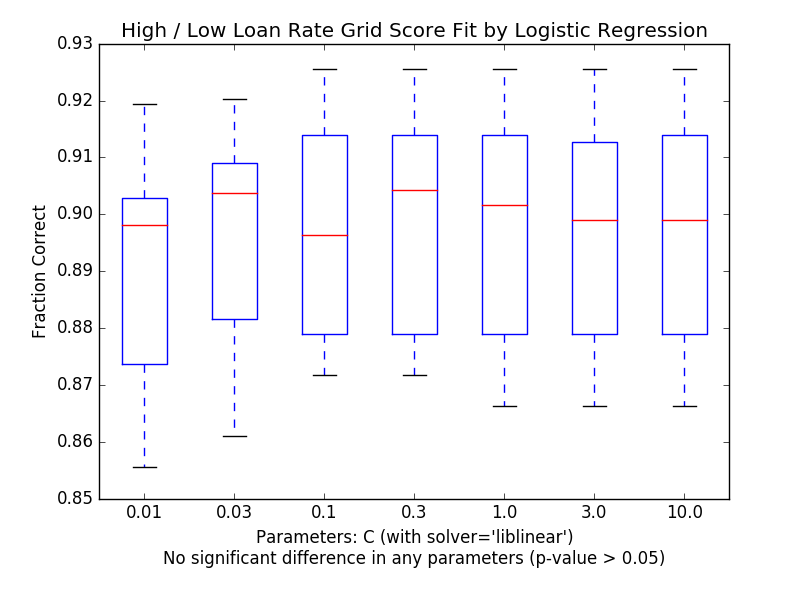 High / Low Loan Rate Grid Score Fit by Logistic Regression
0.93
0.92
0.91
0.90
0.89
0.88
0.87
0.86
0.85
Fraction Correct
0.01 0.03 0.1 0.3 1.0 3.0 10.0
Parameters: C (with solver='liblinear')
No significant difference in any parameters (p-value > 0.05)